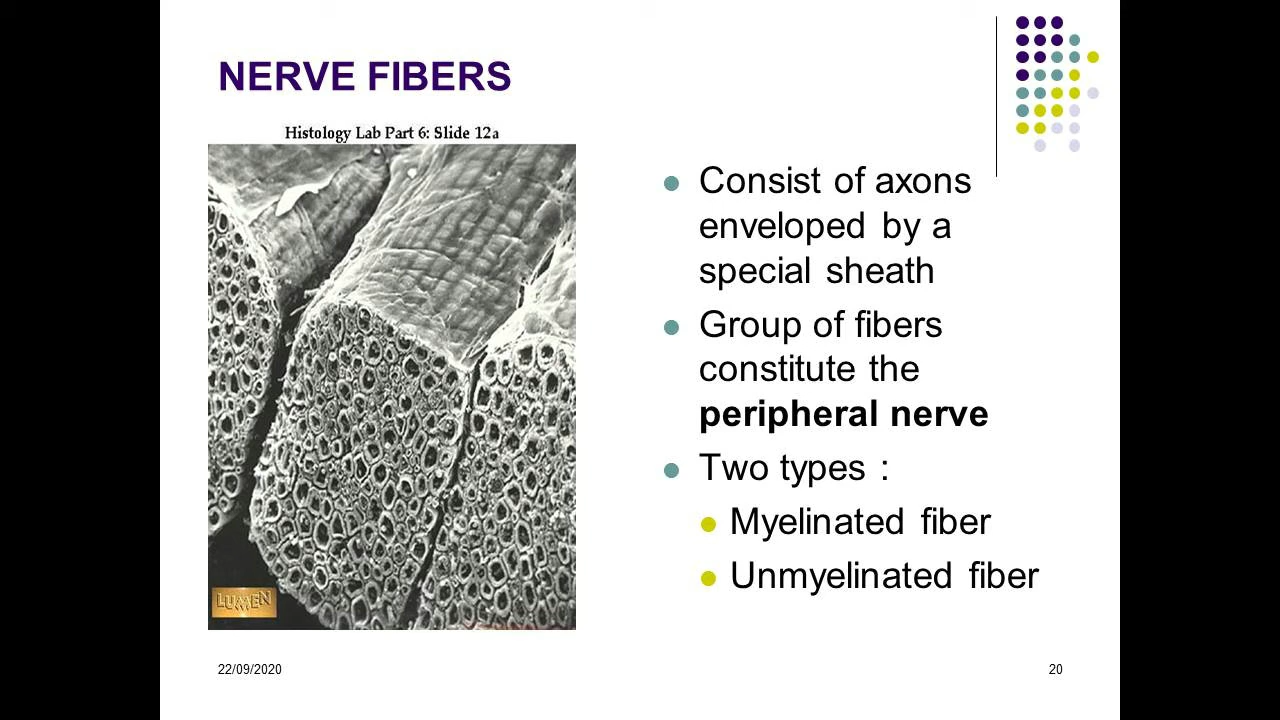 NERVE FIBERS
Histology Lab Part 6: Slide 12a
Consist of axons
enveloped by a
special sheath
Group of fibers
constitute the
peripheral nerve
Two types :
Myelinated fiber
Unmyelinated fiber
LUMEN
22/09/2020
20